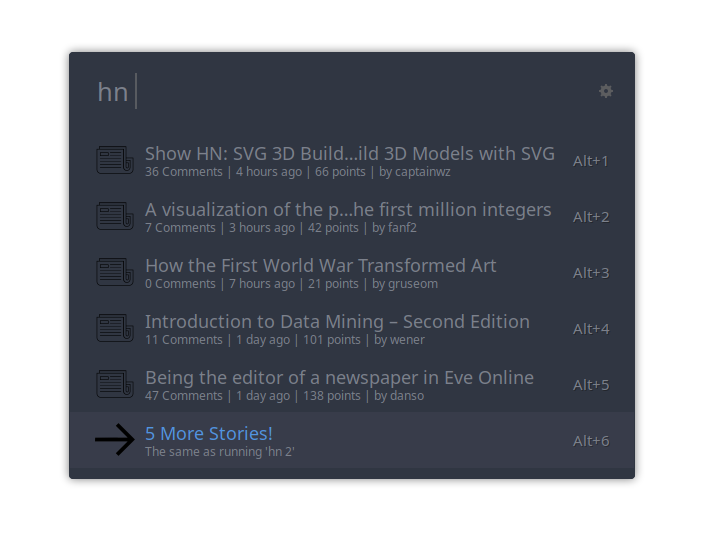 hn
Show HN: SVG 3D Build...ild 3D Models with SVG
Alt+1
36 Comments | 4 hours ago | 66 points | by captainwz
A visualization of the p...he first million integers
Alt+2
7 Comments | 3 hours ago | 42 points | by fanf2
How the First World War Transformed Art
Alt+3
0 Comments | 7 hours ago | 21 points | by gruseom
Introduction to Data Mining – Second Edition
Alt+4
11 Comments | 1 day ago | 101 points | by wener
Being the editor of a newspaper in Eve Online
Alt+5
47 Comments | 1 day ago | 138 points | by danso
5 More Stories!
Alt+6
The same as running 'hn 2'